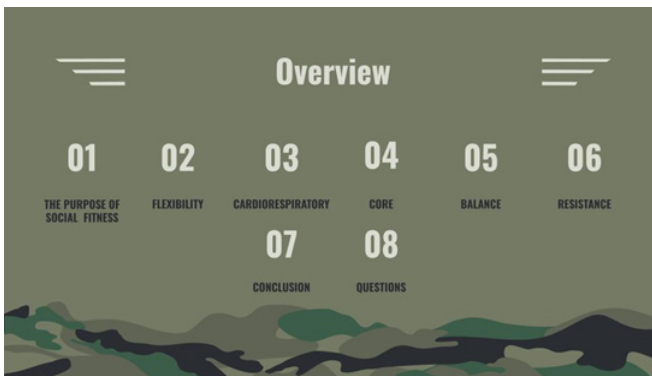 Overview
01
02
03
04
05
06
THE PURPOSE OF
SOCIAL FITNESS
FLEXIBILITY
CARDIORESPIRATORY
CORE
BALANCE
RESISTANCE
07
08
CONCLUSION
QUESTIONS